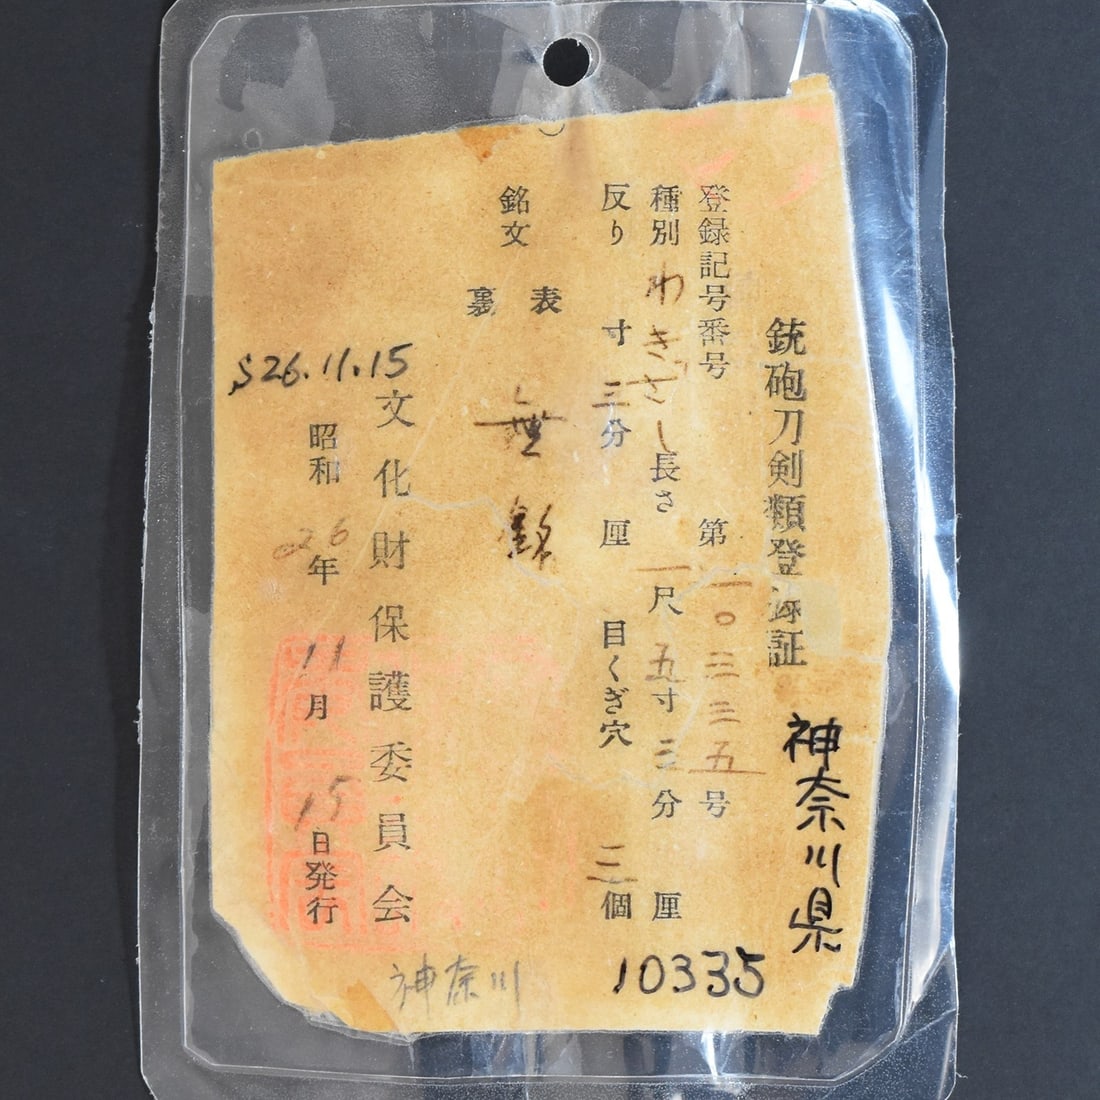 銃砲刀剣類登録証
神奈川県
登録記号番号 第一〇三三五号
10335
種別 わきざし 長さ 一尺五寸三分 厘
反り 寸三分 厘 目くぎ穴 二個
銘文
表 無銘
裏
文化財保護委員会
神奈川
S26.11.15
昭和26年11月15日発行